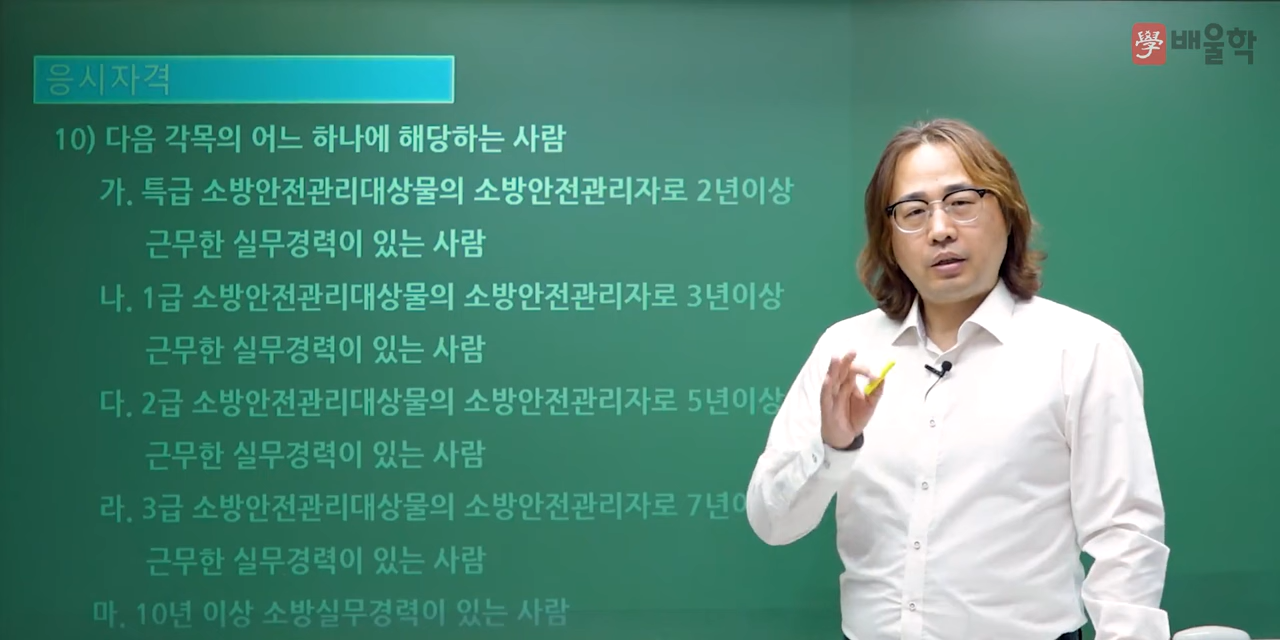 學 배울학
응시자격
10) 다음 각목의 어느 하나에 해당하는 사람
가. 특급 소방안전관리대상물의 소방안전관리자로 2년이상
근무한 실무경력이 있는 사람
나. 1급 소방안전관리대상물의 소방안전관리자로 3년이상
근무한 실무경력이 있는 사람
다. 2급 소방안전관리대상물의 소방안전관리자로 5년이상
근무한 실무경력이 있는 사람
라. 3급 소방안전관리대상물의 소방안전관리자로
근무한 실무경력이 있는 사람
마. 10년 이상 소방실무경력이 있는 사람